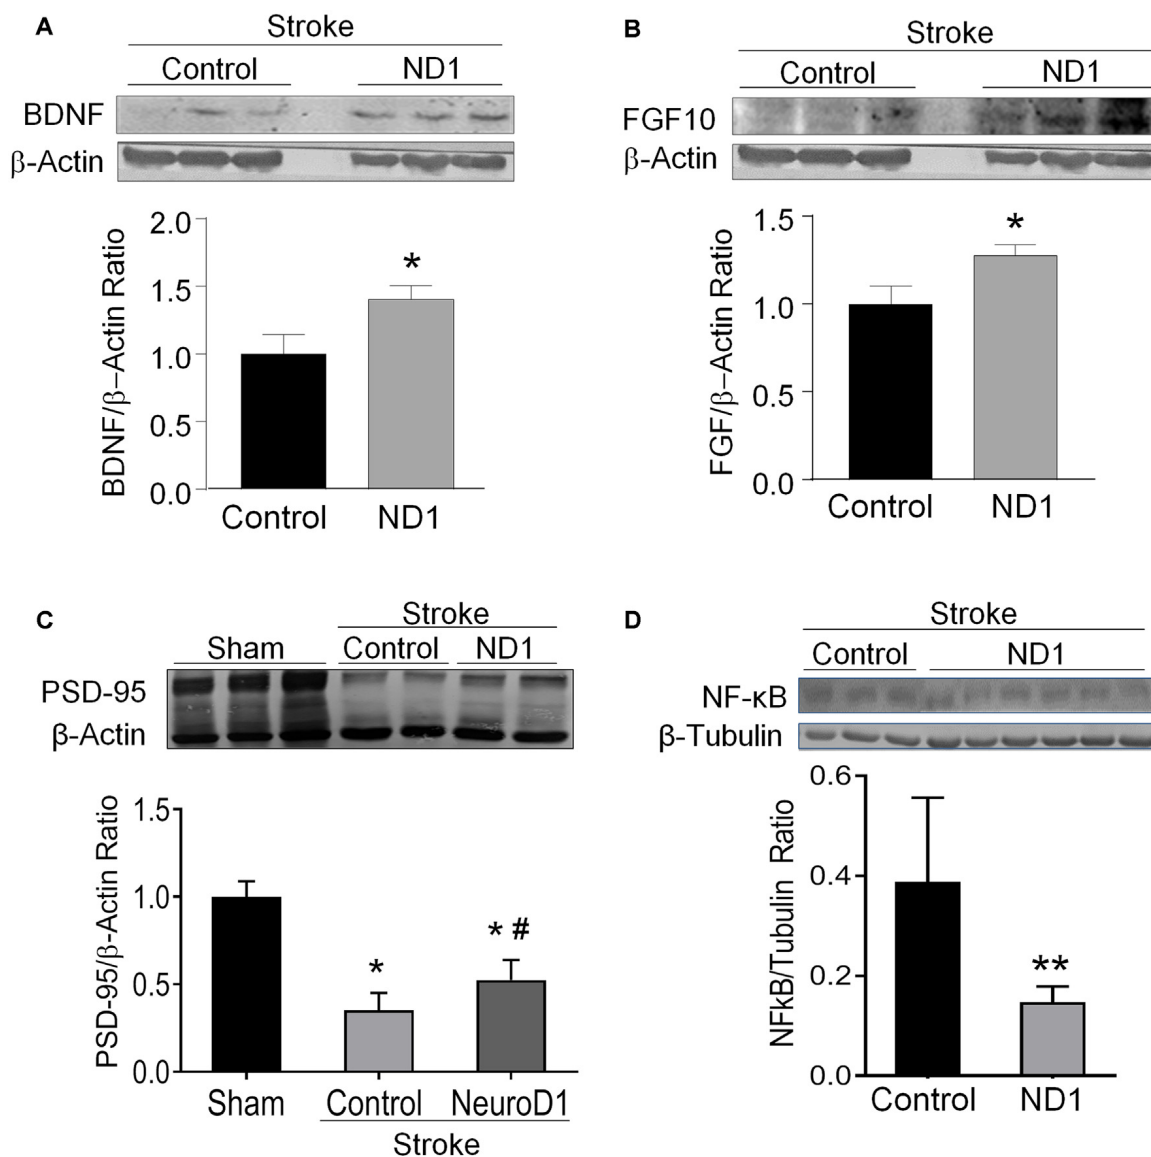 A
Stroke
Control ND1
BDNF
β-Actin
BDNF/β–Actin Ratio
2.0
1.5
1.0
0.5
0.0
*
Control ND1
B
Stroke
Control ND1
FGF10
β-Actin
FGF/β–Actin Ratio
1.5
1.0
0.5
0.0
*
Control ND1
C
Stroke
Sham Control ND1
PSD-95
β-Actin
PSD-95/β-Actin Ratio
1.5
1.0
0.5
0.0
*
* #
Sham Control NeuroD1
Stroke
D
Stroke
Control ND1
NF-κB
β-Tubulin
NFkB/Tubulin Ratio
0.6
0.4
0.2
0.0
**
Control ND1